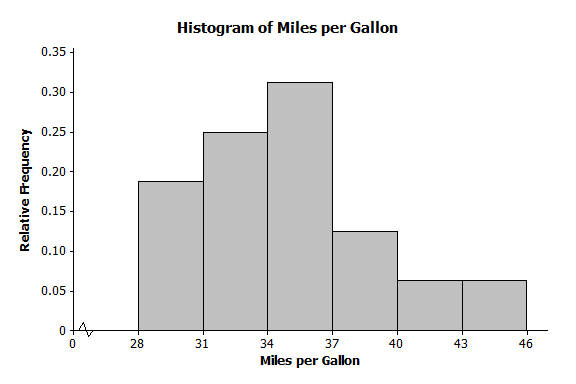 Histogram of Miles per Gallon
Relative Frequency
0.35
0.30
0.25
0.20
0.15
0.10
0.05
0
0 28 31 34 37 40 43 46
Miles per Gallon